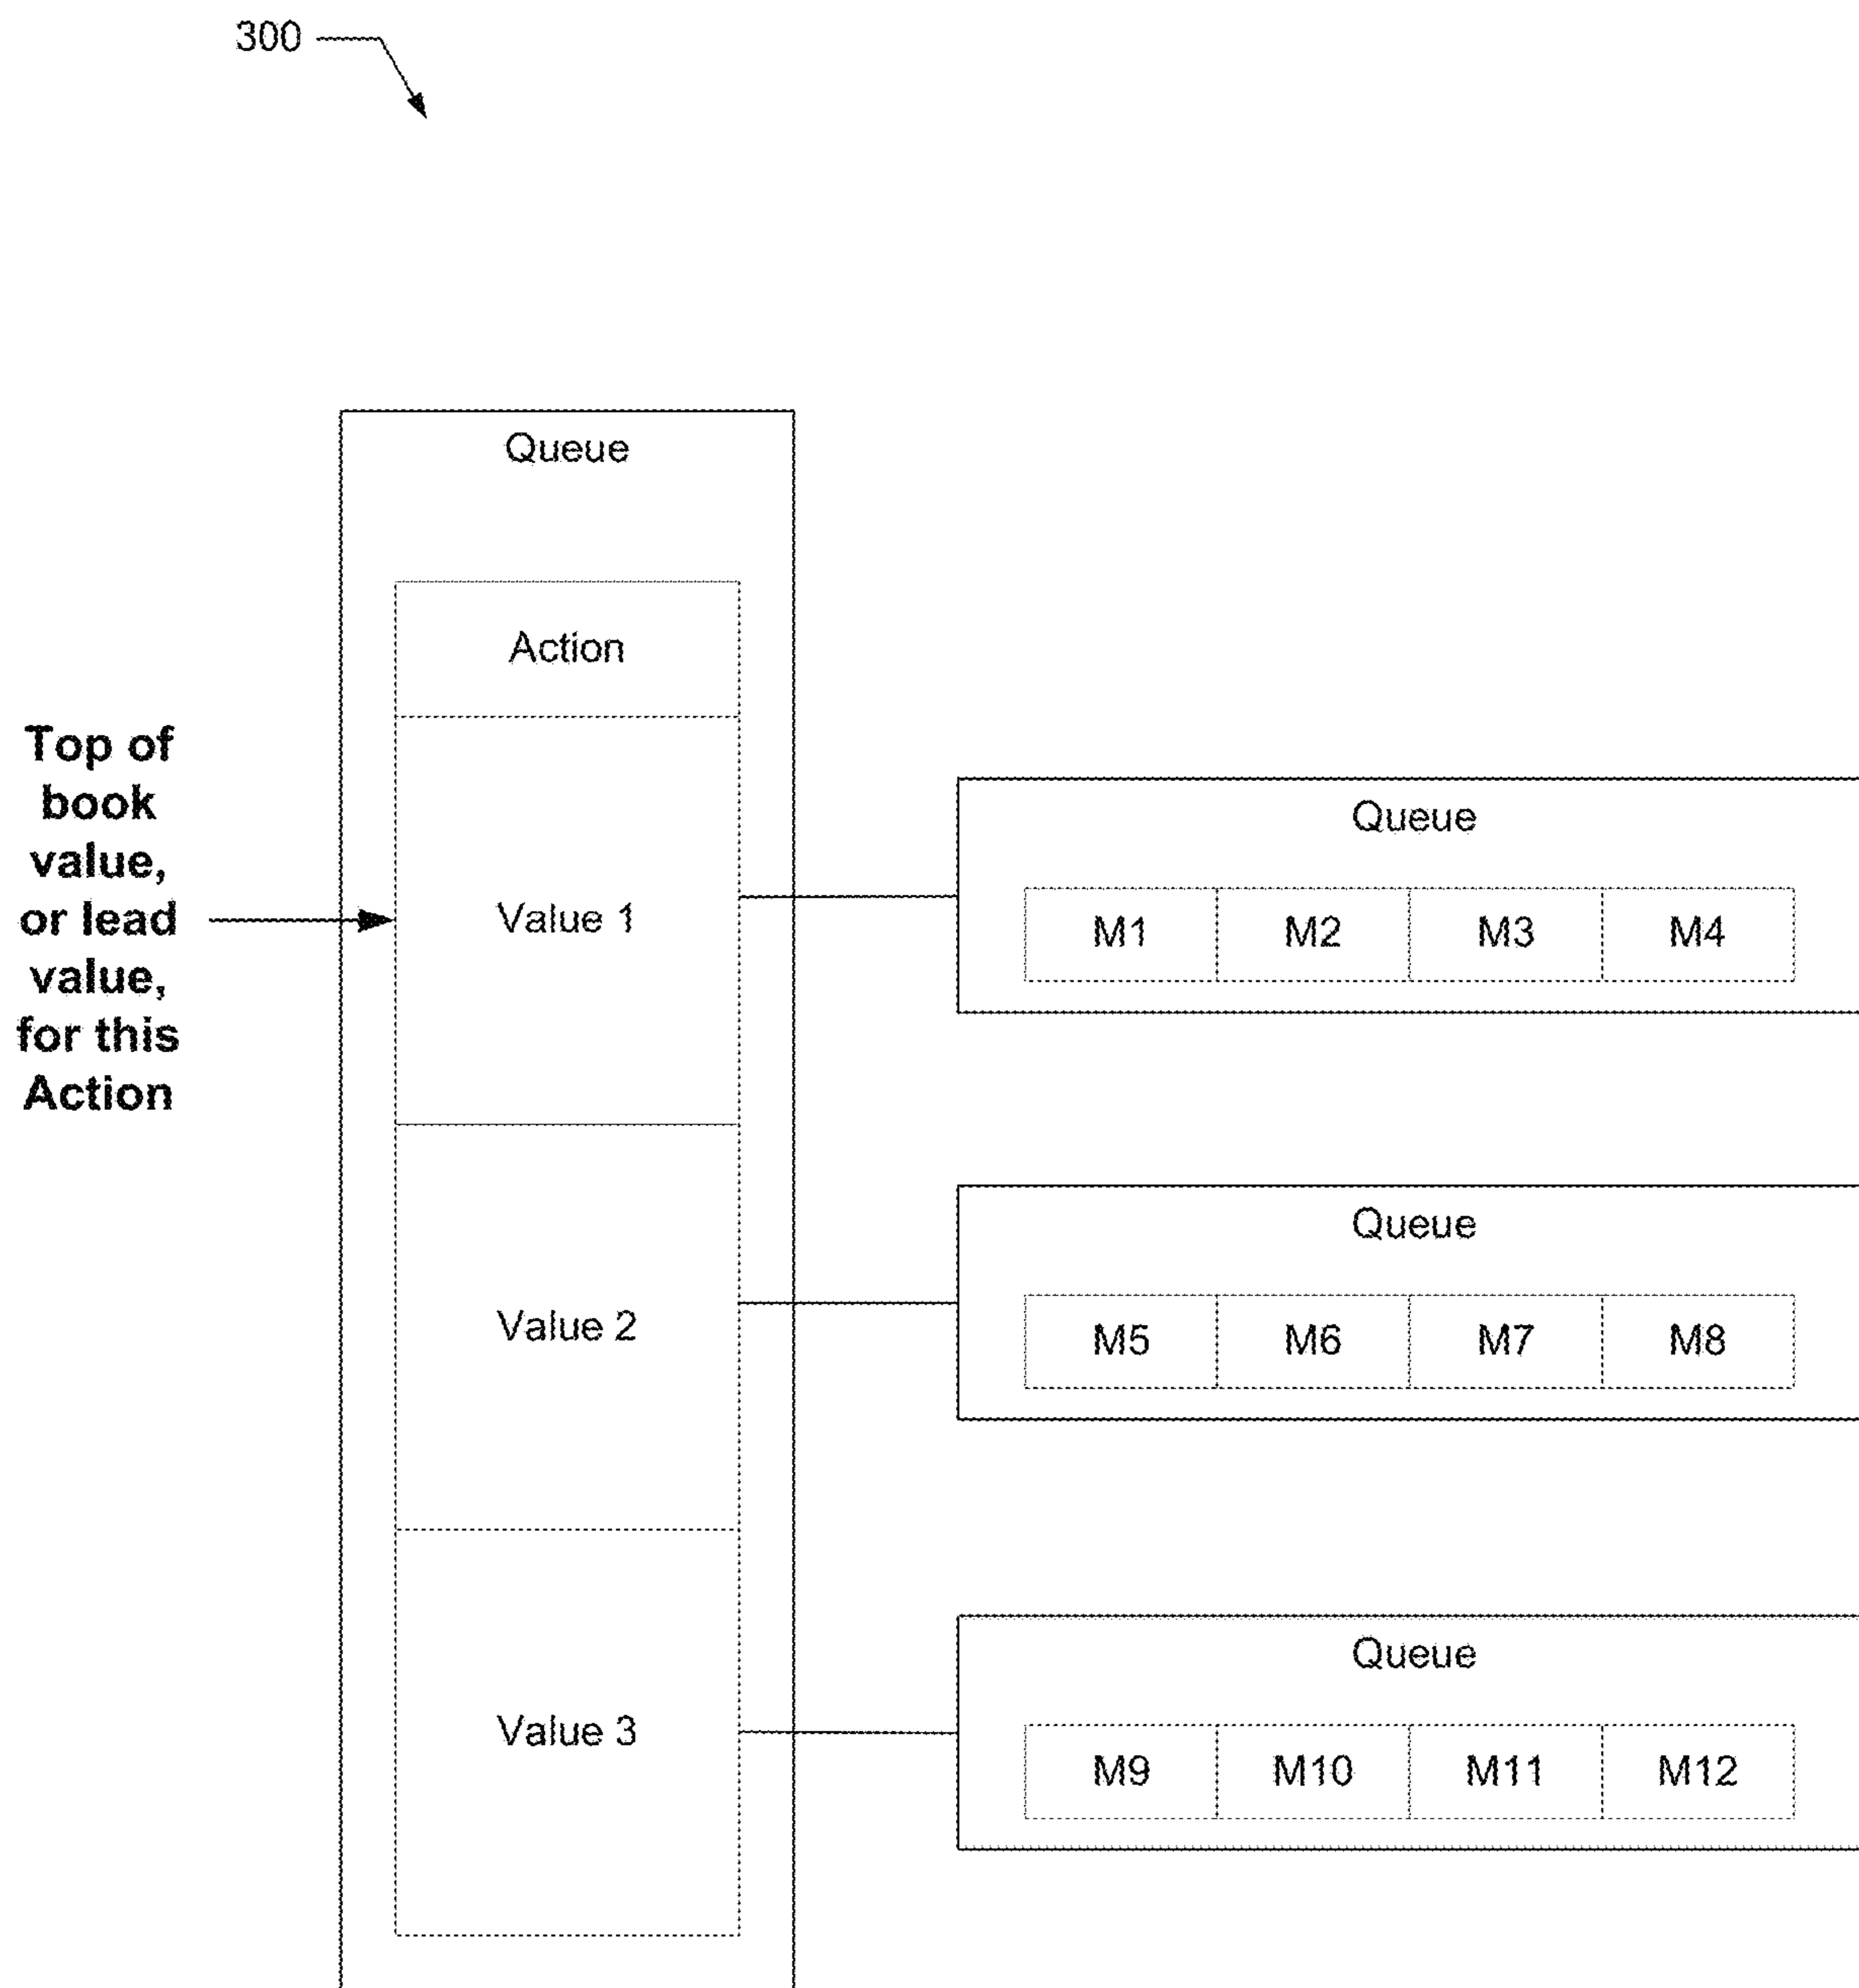 300
Queue
Action
Top of
book
value,
or lead
value,
for this
Action
Value 1
Queue
M1 M2 M3 M4
Value 2
Queue
M5 M6 M7 M8
Value 3
Queue
M9 M10 M11 M12